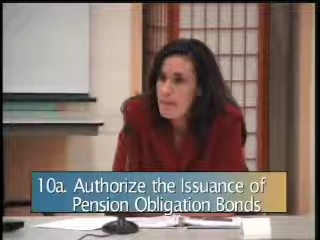 10a. Authorize the Issuance of
Pension Obligation Bonds